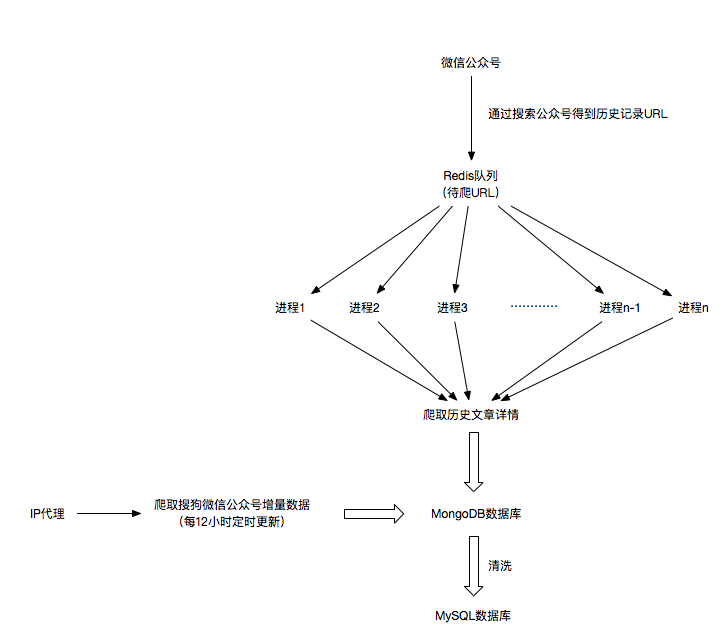 微信公众号
通过搜索公众号得到历史记录URL
Redis队列
（待爬URL）
进程1
进程2
进程3
············
进程n-1
进程n
爬取历史文章详情
IP代理
爬取搜狗微信公众号增量数据
（每12小时定时更新）
MongoDB数据库
清洗
MySQL数据库